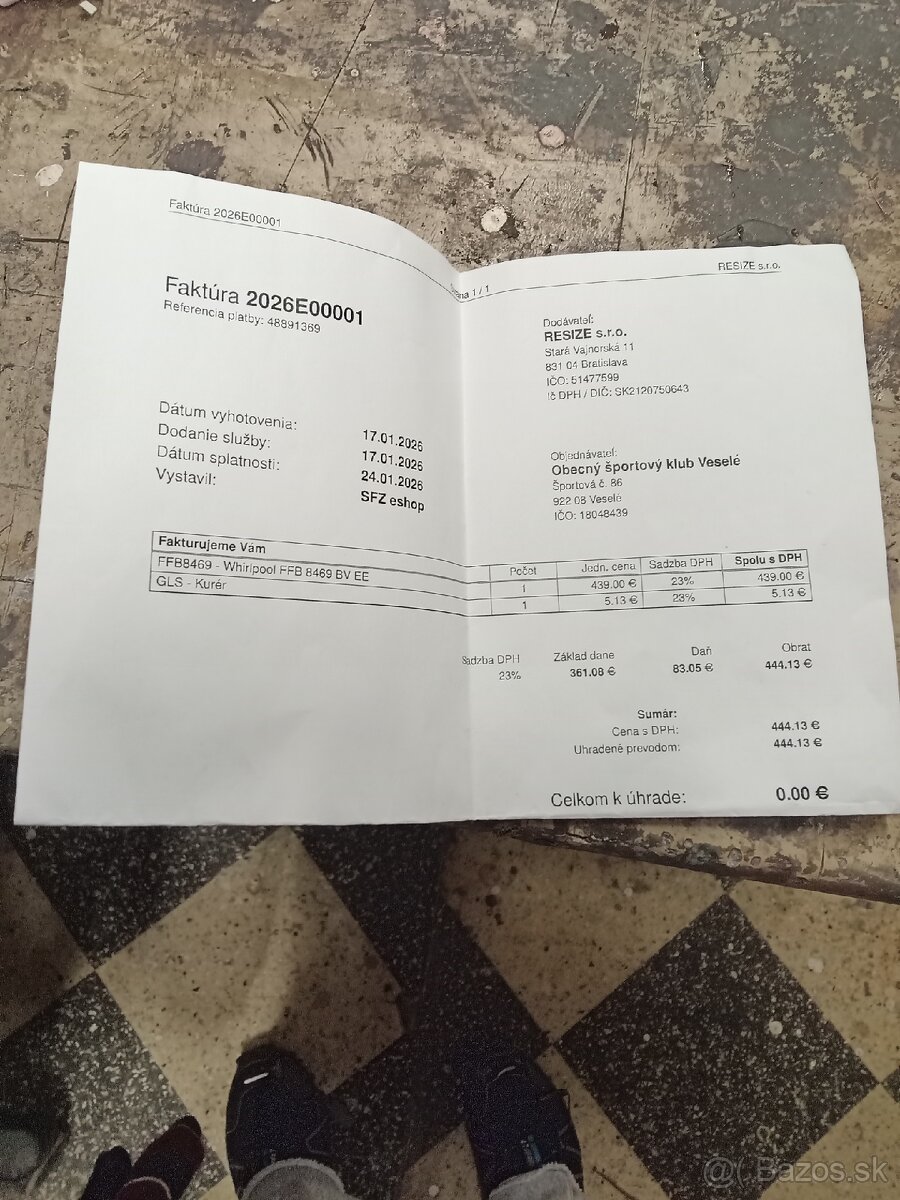 Faktúra 2026E00001
Strana 1 / 1
RESIZE s.r.o.
Faktúra 2026E00001
Referencia platby: 48891369
Dodávateľ:
RESIZE s.r.o.
Stará Vajnorská 11
831 04 Bratislava
IČO: 51477599
Ič DPH / DIČ: SK2120750643
Dátum vyhotovenia: 17.01.2026
Dodanie služby: 17.01.2026
Dátum splatnosti: 24.01.2026
Vystavil: SFZ eshop
Objednávateľ:
Obecný športový klub Veselé
Športová č. 86
922 08 Veselé
IČO: 18048439
Fakturujeme Vám Počet Jedn. cena Sadzba DPH Spolu s DPH
FFB8469 - Whirlpool FFB 8469 BV EE 1 439.00 € 23% 439.00 €
GLS - Kuriér 1 5.13 € 23% 5.13 €
Sadzba DPH Základ dane Daň Obrat
23% 361.08 € 83.05 € 444.13 €
Sumár:
Cena s DPH: 444.13 €
Uhradené prevodom: 444.13 €
Celkom k úhrade: 0.00 €
Bazos.sk